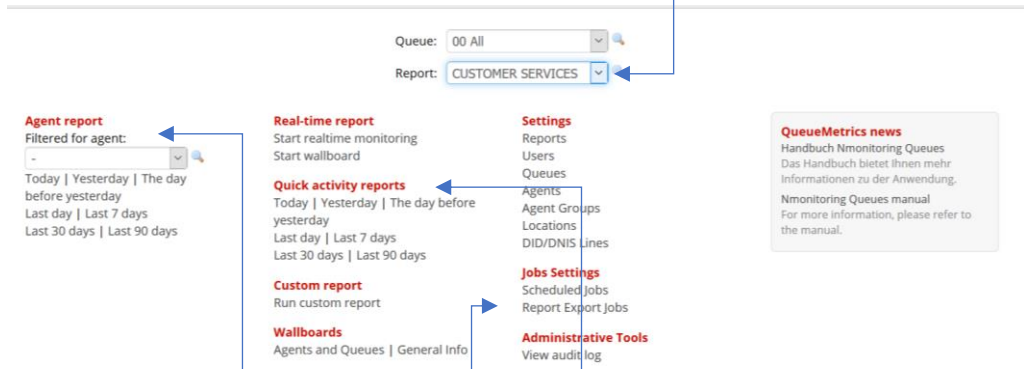 Queue: 00 All
Report: CUSTOMER SERVICES
Agent report
Filtered for agent:
-
Today | Yesterday | The day
before yesterday
Last day | Last 7 days
Last 30 days | Last 90 days
Real-time report
Start realtime monitoring
Start wallboard
Quick activity reports
Today | Yesterday | The day before
yesterday
Last day | Last 7 days
Last 30 days | Last 90 days
Custom report
Run custom report
Wallboards
Agents and Queues | General Info
Settings
Reports
Users
Queues
Agents
Agent Groups
Locations
DID/DNIS Lines
Jobs Settings
Scheduled Jobs
Report Export Jobs
Administrative Tools
View audit log
QueueMetrics news
Handbuch Nmonitoring Queues
Das Handbuch bietet Ihnen mehr
Informationen zu der Anwendung.
Nmonitoring Queues manual
For more information, please refer to
the manual.